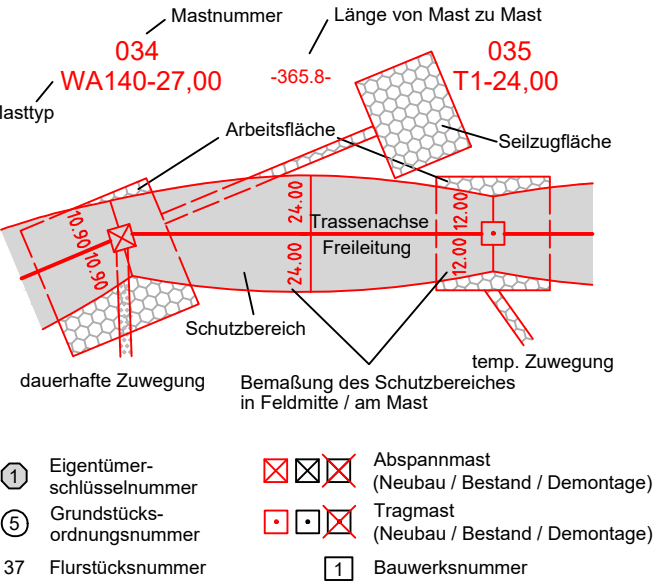 Mastnummer
Länge von Mast zu Mast
034
035
WA140-27,00
-365.8-
T1-24,00
Masttyp
Arbeitsfläche
Seilzugfläche
10.90
10.90
24.00
24.00
12.00
12.00
Trassenachse
Freileitung
Schutzbereich
dauerhafte Zuwegung
temp. Zuwegung
Bemaßung des Schutzbereiches
in Feldmitte / am Mast
1 Eigentümer-
schlüsselnummer
Abspannmast
(Neubau / Bestand / Demontage)
5 Grundstücks-
ordnungsnummer
Tragmast
(Neubau / Bestand / Demontage)
37 Flurstücksnummer
1 Bauwerksnummer